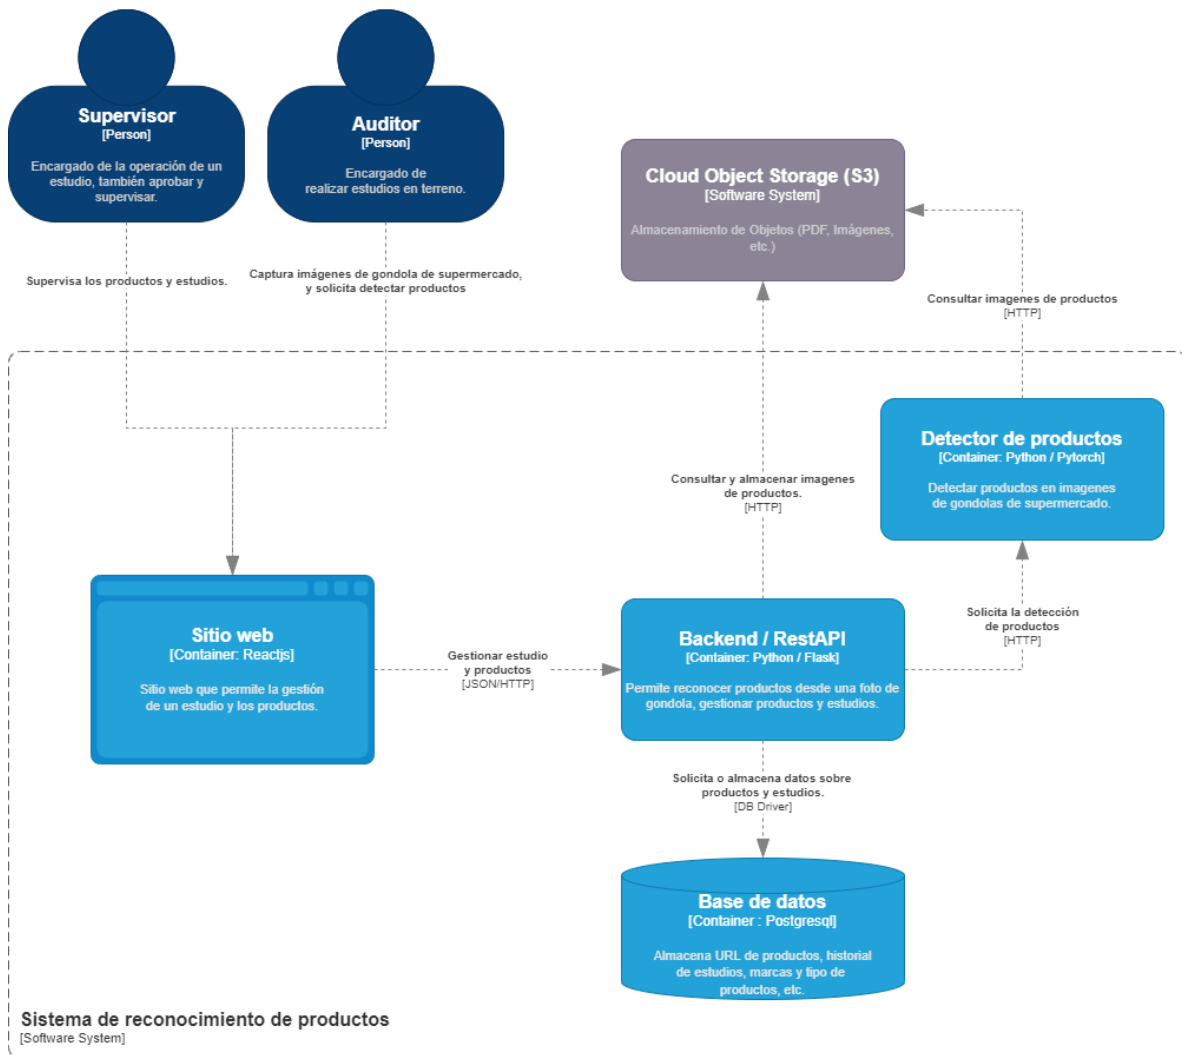 Supervisor
[Person]
Encargado de la operación de un
estudio, también aprobar y
supervisar.
Auditor
[Person]
Encargado de
realizar estudios en terreno.
Cloud Object Storage (S3)
[Software System]
Almacenamiento de Objetos (PDF, Imágenes,
etc.)
Supervisa los productos y estudios.
Captura imágenes de gondola de supermercado,
y solicita detectar productos
Consultar imagenes de productos
[HTTP]
Detector de productos
[Container: Python / Pytorch]
Detectar productos en imagenes
de gondolas de supermercado.
Consultar y almacenar imagenes
de productos.
[HTTP]
Solicita la detección
de productos
[HTTP]
Sitio web
[Container: Reactjs]
Sitio web que permite la gestión
de un estudio y los productos.
Gestionar estudio
y productos
[JSON/HTTP]
Backend / RestAPI
[Container: Python / Flask]
Permite reconocer productos desde una foto de
gondola, gestionar productos y estudios.
Solicita o almacena datos sobre
productos y estudios.
[DB Driver]
Base de datos
[Container : Postgresql]
Almacena URL de productos, historial
de estudios, marcas y tipo de
productos, etc.
Sistema de reconocimiento de productos
[Software System]